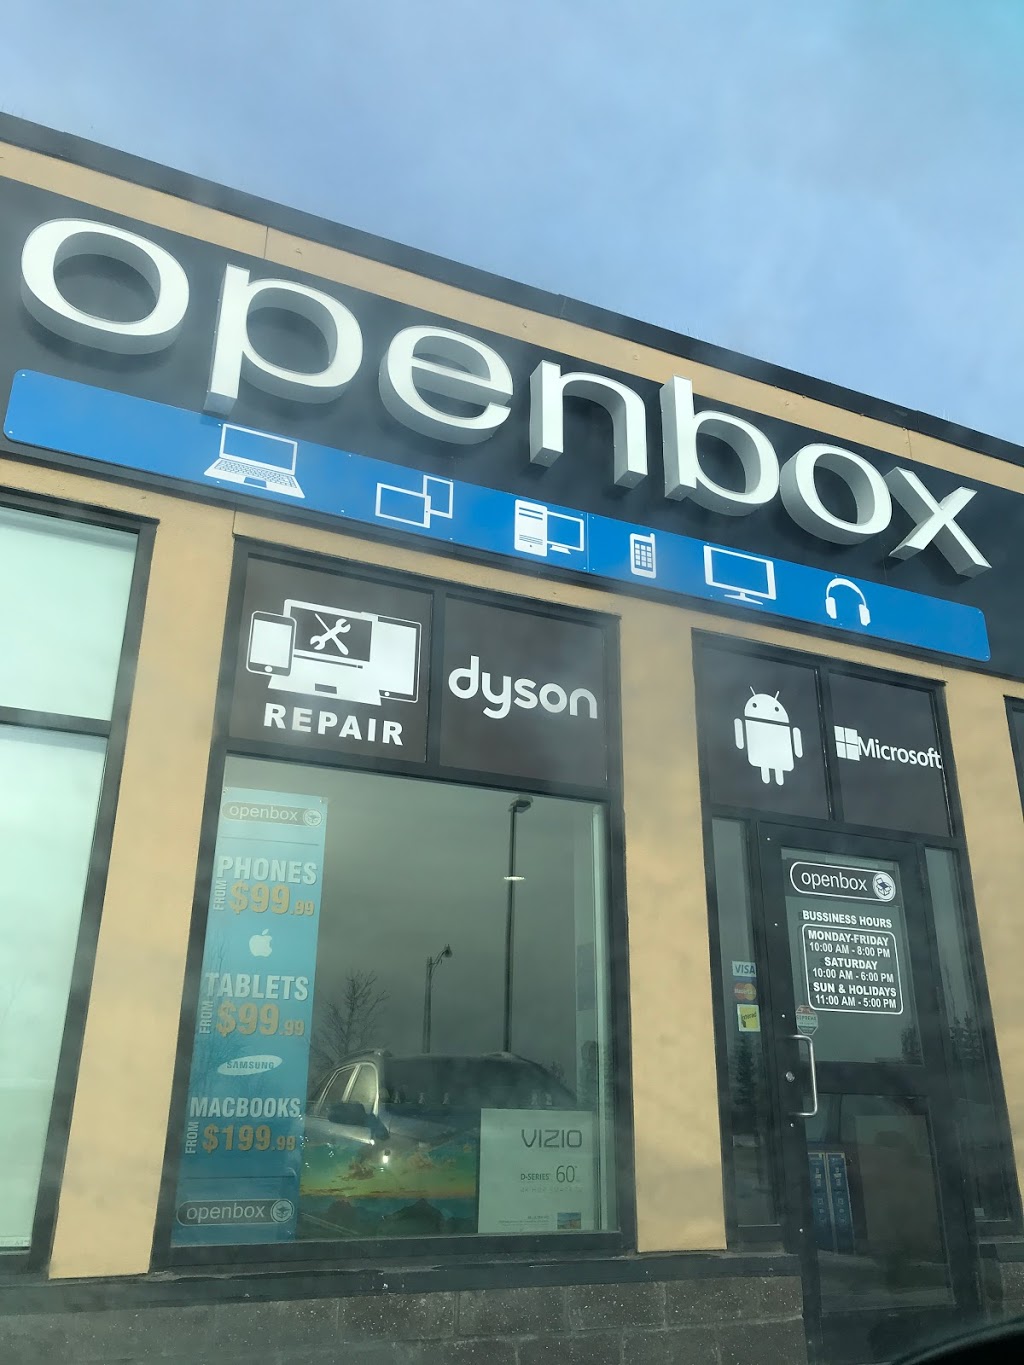 openbox
REPAIR
dyson
Microsoft
openbox
PHONES
FROM $99.99
TABLETS
FROM $99.99
SAMSUNG
MACBOOKS
FROM $199.99
openbox
VIZIO
D-SERIES 60"
openbox
BUSSINESS HOURS
MONDAY-FRIDAY
10:00 AM - 8:00 PM
SATURDAY
10:00 AM - 6:00 PM
SUN & HOLIDAYS
11:00 AM - 5:00 PM
VISA